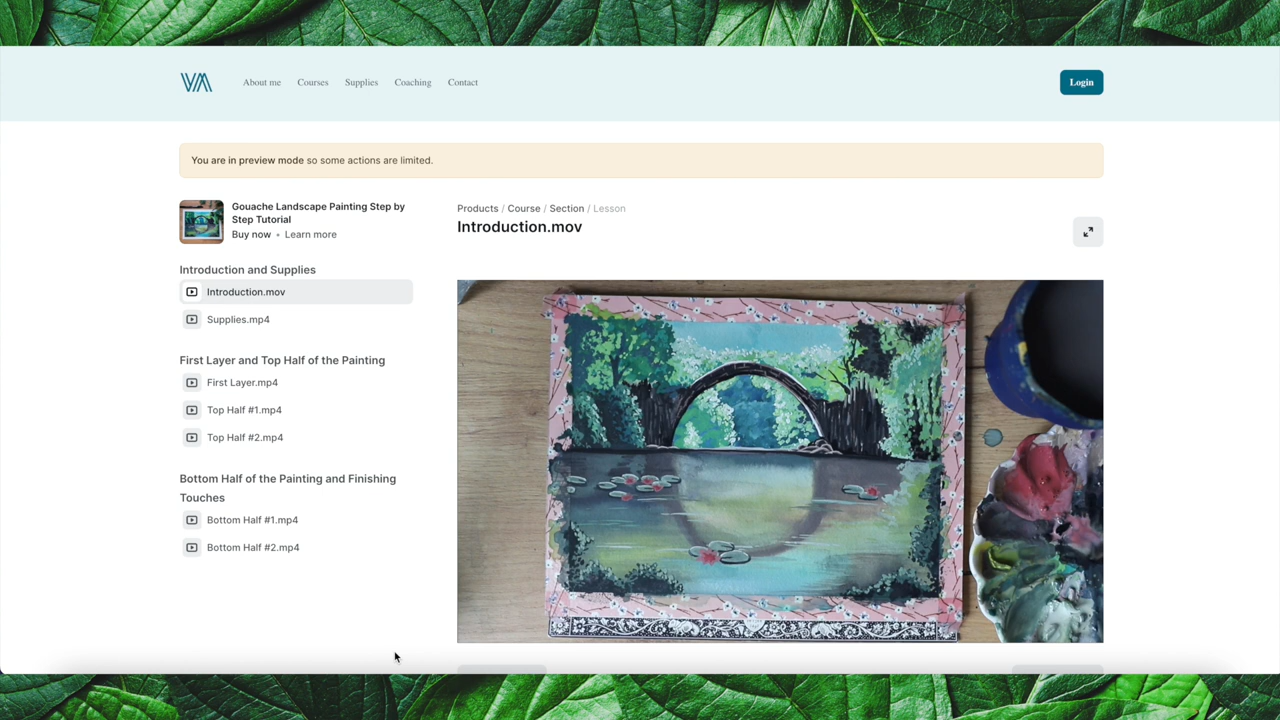 VM
About me
Courses
Supplies
Coaching
Contact
Login
You are in preview mode so some actions are limited.
Gouache Landscape Painting Step by
Step Tutorial
Buy now • Learn more
Introduction and Supplies
Introduction.mov
Supplies.mp4
First Layer and Top Half of the Painting
First Layer.mp4
Top Half #1.mp4
Top Half #2.mp4
Bottom Half of the Painting and Finishing
Touches
Bottom Half #1.mp4
Bottom Half #2.mp4
Products / Course / Section / Lesson
Introduction.mov